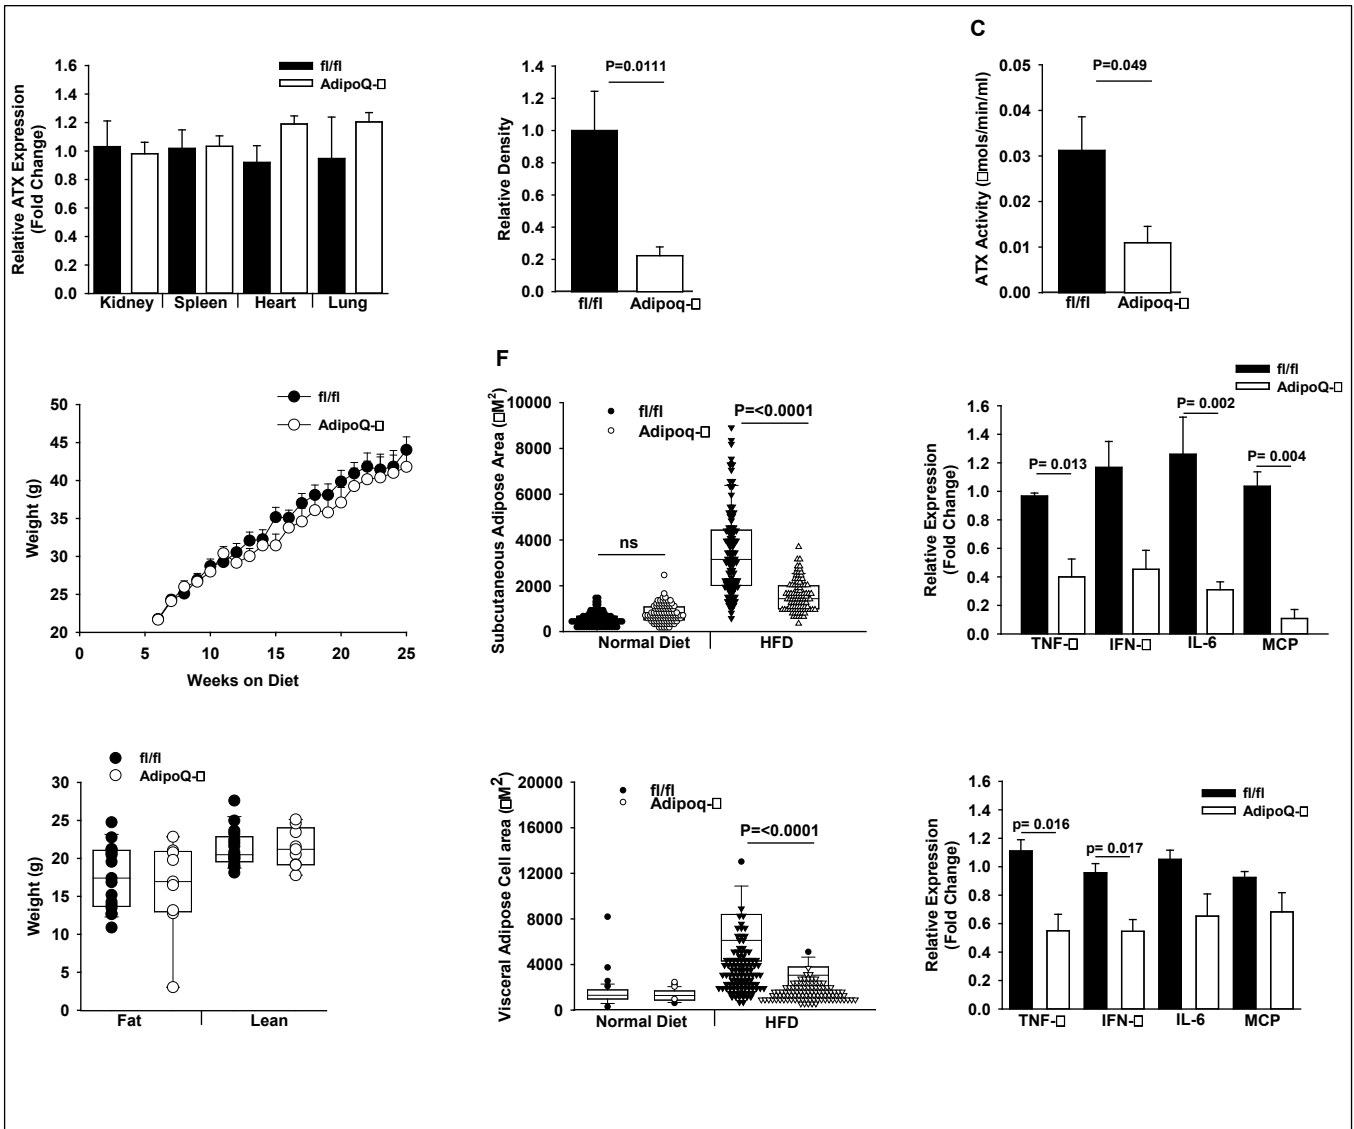 C
fl/fl
AdipoQ-□
Relative ATX Expression
(Fold Change)
1.6
1.4
1.2
1.0
0.8
0.6
0.4
0.2
0.0
Kidney Spleen Heart Lung
P=0.0111
Relative Density
1.4
1.2
1.0
0.8
0.6
0.4
0.2
0.0
fl/fl Adipoq-□
P=0.049
ATX Activity (□mols/min/ml)
0.05
0.04
0.03
0.02
0.01
0.00
fl/fl Adipoq-□
fl/fl
AdipoQ-□
Weight (g)
50
45
40
35
30
25
20
0 5 10 15 20 25
Weeks on Diet
F
Subcutaneous Adipose Area (□M2)
10000
8000
6000
4000
2000
0
fl/fl
Adipoq-□
P=<0.0001
ns
Normal Diet HFD
fl/fl
AdipoQ-□
Relative Expression
(Fold Change)
1.6
1.4
1.2
1.0
0.8
0.6
0.4
0.2
0.0
P= 0.013
P= 0.002
P= 0.004
TNF-□ IFN-□ IL-6 MCP
fl/fl
AdipoQ-□
Weight (g)
30
25
20
15
10
5
0
Fat Lean
Visceral Adipose Cell area (□M2)
20000
16000
12000
8000
4000
0
fl/fl
Adipoq-□
P=<0.0001
Normal Diet HFD
fl/fl
AdipoQ-□
Relative Expression
(Fold Change)
1.6
1.4
1.2
1.0
0.8
0.6
0.4
0.2
0.0
p= 0.016
p= 0.017
TNF-□ IFN-□ IL-6 MCP